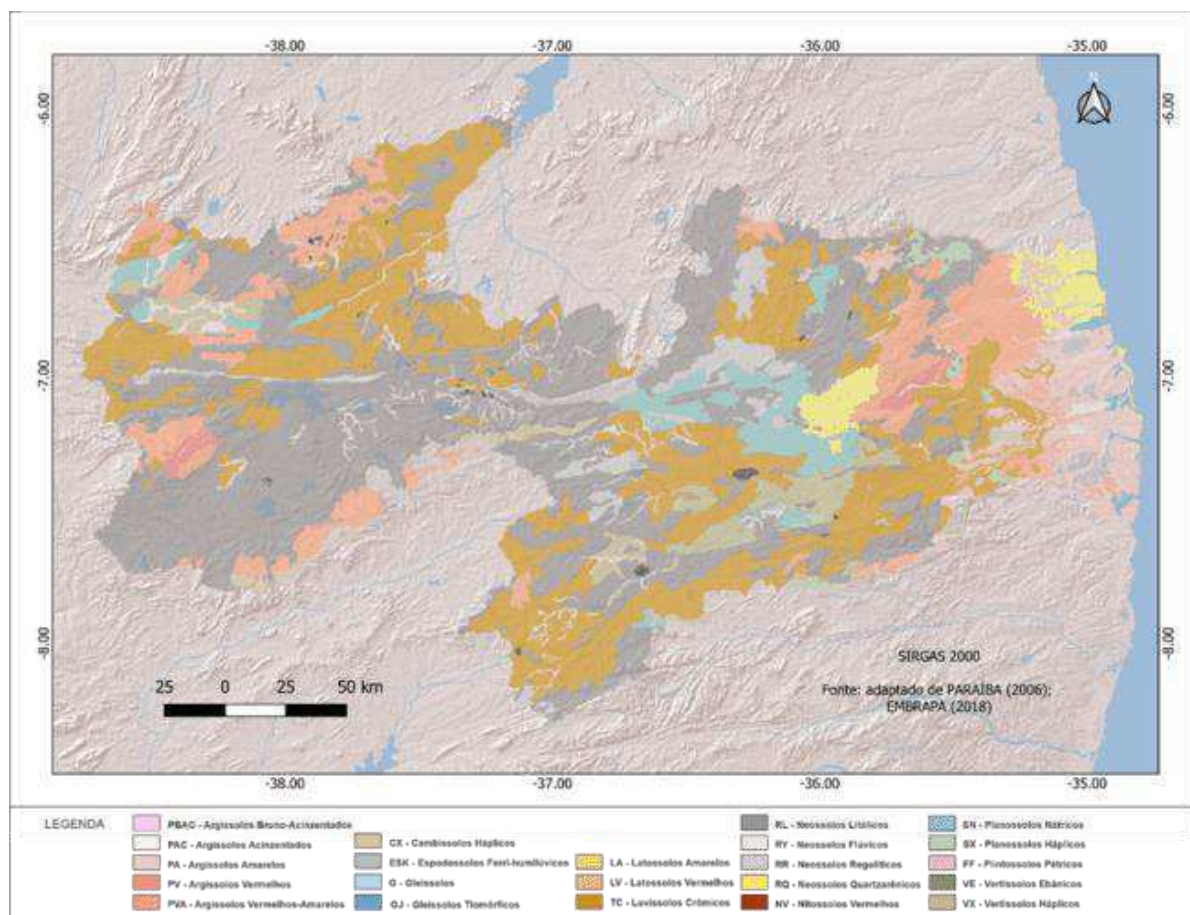 -38.00 -37.00 -36.00 -35.00
-6.00 -6.00
N
-7.00 -7.00
-8.00 -8.00
SIRGAS 2000
25 0 25 50 km
Fonte: adaptado de PARAÍBA (2006);
EMBRAPA (2018)
-38.00 -37.00 -36.00 -35.00
LEGENDA
PBAC - Argissolos Bruno-Acinzentados
PAC - Argissolos Acinzentados
PA - Argissolos Amarelos
PV - Argissolos Vermelhos
PVA - Argissolos Vermelhos-Amarelos
CX - Cambissolos Háplicos
ESK - Espodossolos Ferri-humilúvicos
G - Gleissolos
GJ - Gleissolos Tiomórficos
LA - Latossolos Amarelos
LV - Latossolos Vermelhos
TC - Luvissolos Crômicos
RL - Neossolos Litólicos
RY - Neossolos Flúvicos
RR - Neossolos Regolíticos
RQ - Neossolos Quartzarênicos
NV - Nitossolos Vermelhos
SN - Planossolos Nátricos
SX - Planossolos Háplicos
FF - Plintossolos Pétricos
VE - Vertissolos Ebânicos
VX - Vertissolos Háplicos